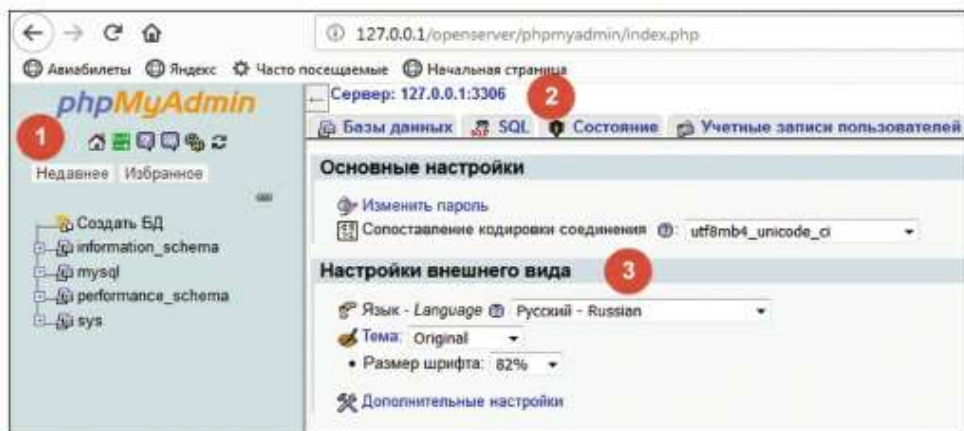 127.0.0.1/openserver/phpmyadmin/index.php
Авиабилеты Яндекс Часто посещаемые Начальная страница
phpMyAdmin
1
Недавнее Избранное
Создать БД
information_schema
mysql
performance_schema
sys
Сервер: 127.0.0.1:3306
2
Базы данных SQL Состояние Учетные записи пользователей
Основные настройки
Изменить пароль
Сопоставление кодировки соединения : utf8mb4_unicode_ci
Настройки внешнего вида
3
Язык - Language Русский - Russian
Тема: Original
• Размер шрифта: 82%
Дополнительные настройки